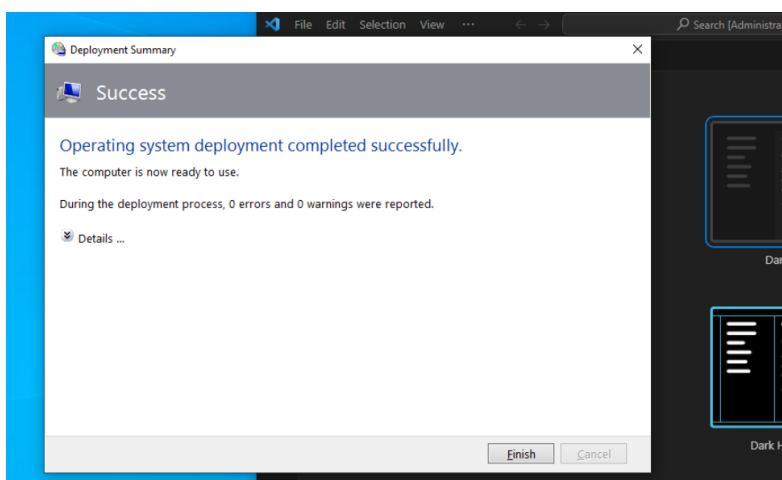 File Edit Selection View ··· Search [Administra
Deployment Summary
Success
Operating system deployment completed successfully.
The computer is now ready to use.
During the deployment process, 0 errors and 0 warnings were reported.
Details ...
Dar
Dark H
Finish Cancel